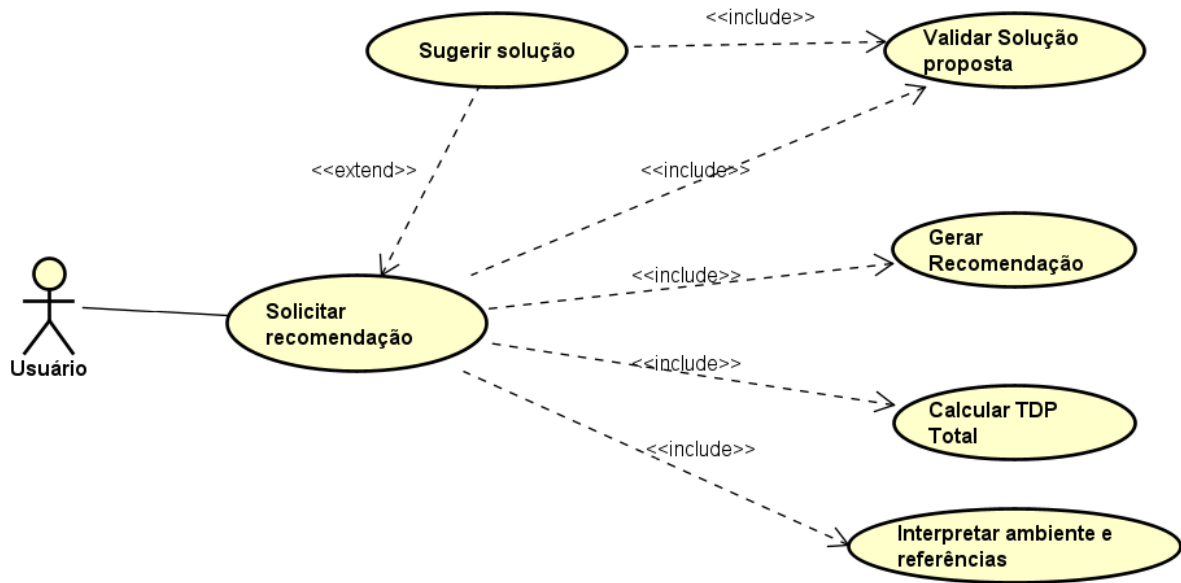 <<include>>
Sugerir solução
Validar Solução
proposta
<<extend>>
<<include>>
Gerar
Recomendação
<<include>>
Solicitar
recomendação
Usuário
<<include>>
Calcular TDP
Total
<<include>>
Interpretar ambiente e
referências